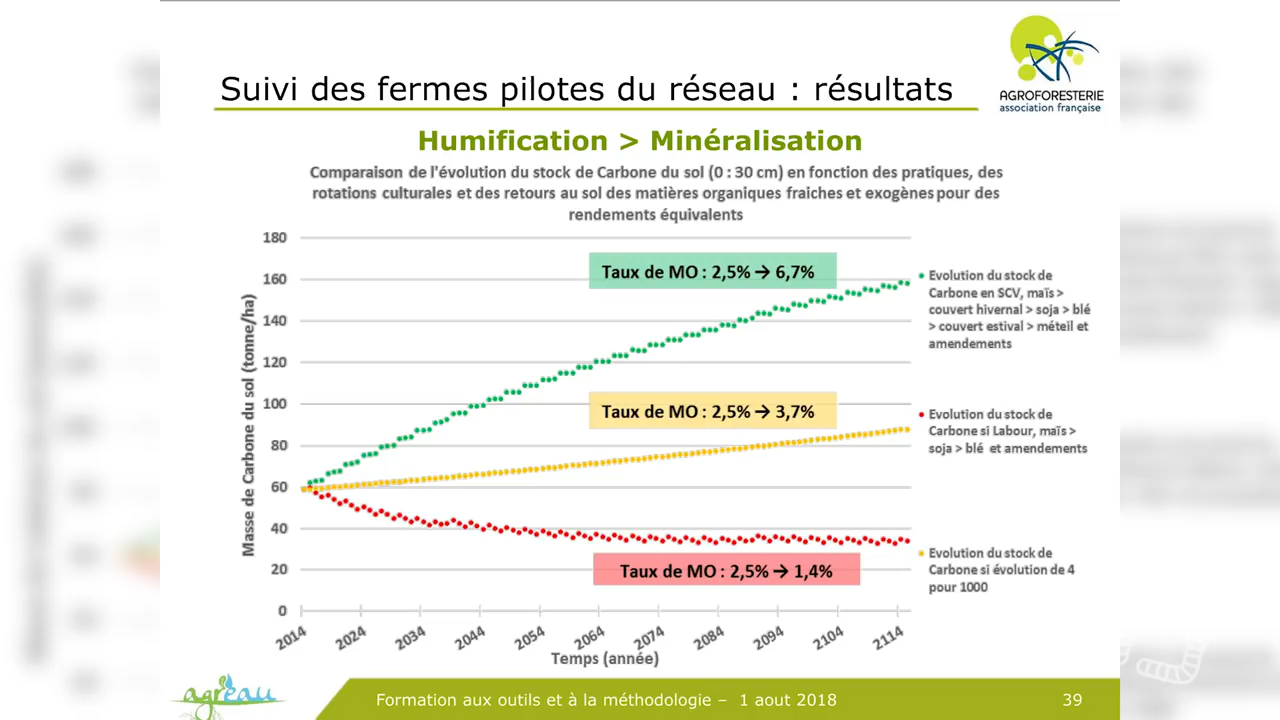 AGROFORESTERIE
association française
Suivi des fermes pilotes du réseau : résultats
Humification > Minéralisation
Comparaison de l'évolution du stock de Carbone du sol (0 : 30 cm) en fonction des pratiques, des
rotations culturales et des retours au sol des matières organiques fraiches et exogènes pour des
rendements équivalents
Masse de Carbone du sol (tonne/ha)
180
160
140
120
100
80
60
40
20
0
Taux de MO : 2,5% → 6,7%
Taux de MO : 2,5% → 3,7%
Taux de MO : 2,5% → 1,4%
Evolution du stock de
Carbone en SCV, maïs >
couvert hivernal > soja > blé
> couvert estival > méteil et
amendements
Evolution du stock de
Carbone si Labour, maïs >
soja > blé et amendements
Evolution du stock de
Carbone si évolution de 4
pour 1000
2014 2024 2034 2044 2054 2064 2074 2084 2094 2104 2114
Temps (année)
agr'eau
Formation aux outils et à la méthodologie – 1 aout 2018
39